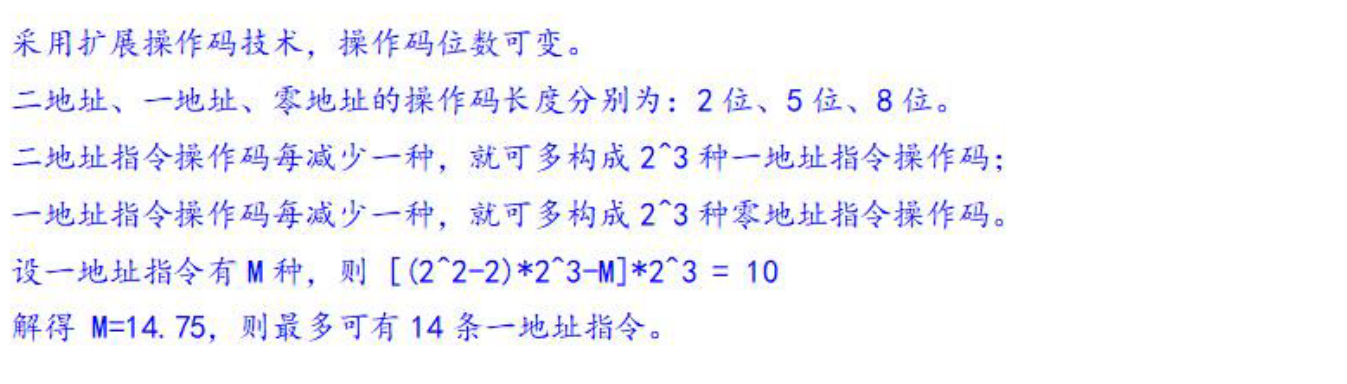 采用扩展操作码技术，操作码位数可变。
二地址、一地址、零地址的操作码长度分别为：2位、5位、8位。
二地址指令操作码每减少一种，就可多构成2^3种一地址指令操作码；
一地址指令操作码每减少一种，就可多构成2^3种零地址指令操作码。
设一地址指令有M种，则 [(2^2-2)*2^3-M]*2^3 = 10
解得 M=14.75，则最多可有14条一地址指令。